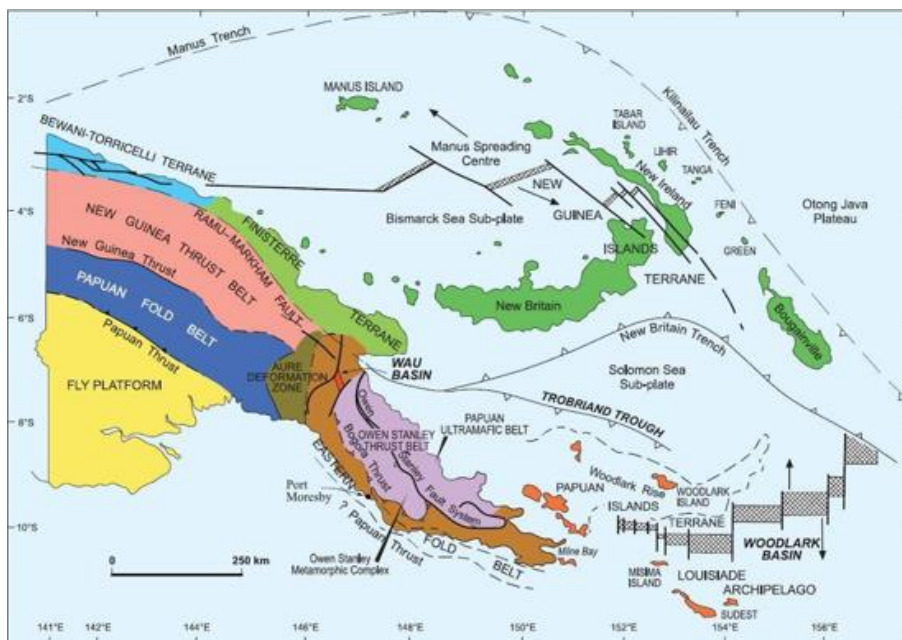 Manus Trench
2°S
MANUS ISLAND
Kilinailau Trench
TABAR
ISLAND
BEWANI-TORRICELLI TERRANE
Manus Spreading
Centre
LIHIR
TANGA
New Ireland
NEW
4°S
FENI
Otong Java
Plateau
NEW GUINEA THRUST BELT
RAMU-MARKHAM FAULT
FINISTERRE
TERRANE
Bismarck Sea Sub-plate
GUINEA
ISLANDS
GREEN
New Guinea Thrust
TERRANE
PAPUAN FOLD BELT
New Britain
Bougainville
6°S
Papuan Thrust
New Britain Trench
AURE
DEFORMATION
ZONE
WAU
BASIN
Solomon Sea
Sub-plate
FLY PLATFORM
8°S
TROBRIAND TROUGH
Owen
Stanley
Fault System
OWEN STANLEY
THRUST BELT
PAPUAN
ULTRAMAFIC BELT
Bogoro Thrust
EASTERN
FOLD
BELT
Port
Moresby
Woodlark Rise
PAPUAN
WOODLARK
ISLAND
ISLANDS
10°S
TERRANE
? Papuan Thrust
WOODLARK
BASIN
0
250 km
Owen Stanley
Metamorphic Complex
Milne Bay
MISIMA
ISLAND
LOUISIADE
ARCHIPELAGO
SUDEST
141°E
142°E
144°E
146°E
148°E
150°E
152°E
154°E
156°E